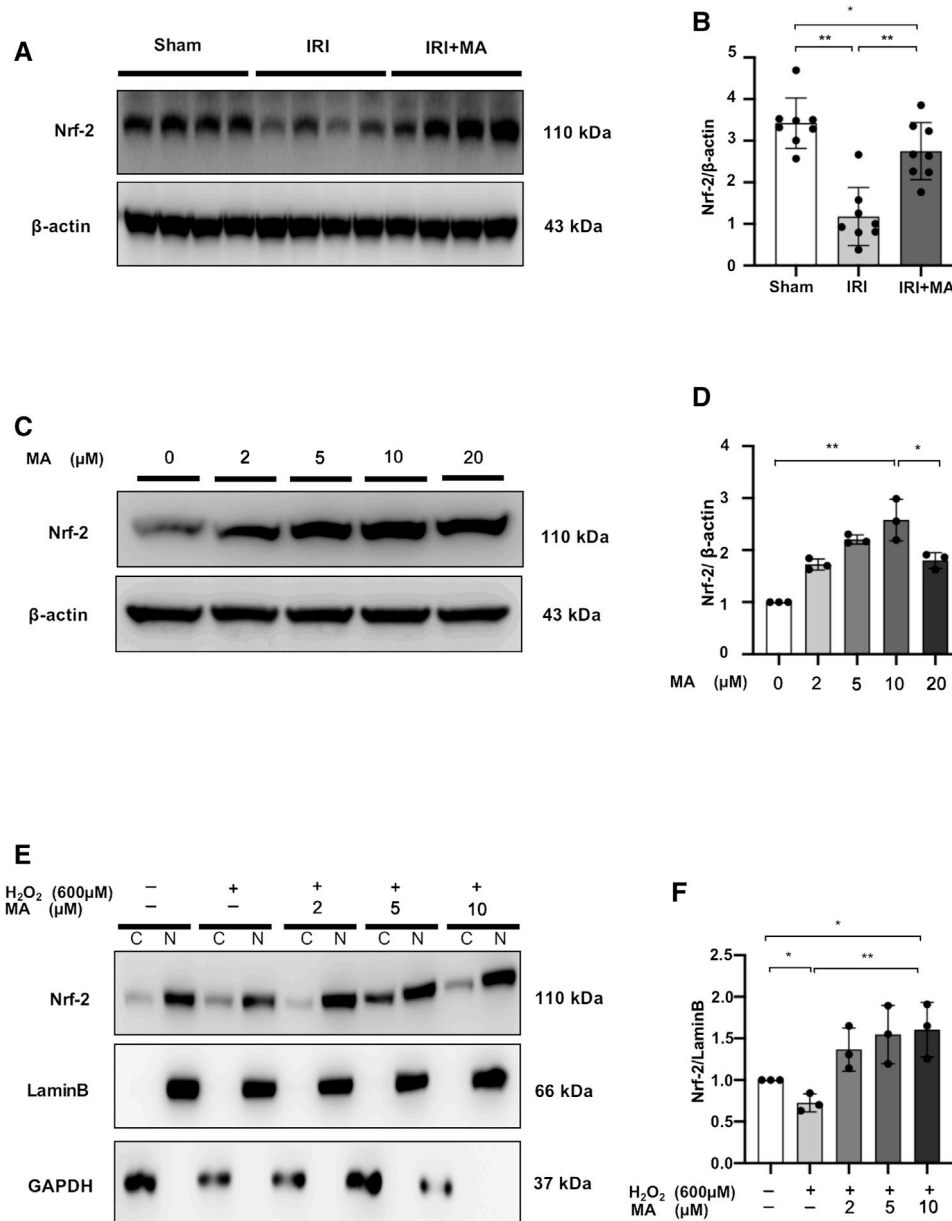 A
Sham IRI IRI+MA
Nrf-2 110 kDa
β-actin 43 kDa
B
*
** **
Nrf-2/β-actin
5
4
3
2
1
0
Sham IRI IRI+MA
C
MA (μM) 0 2 5 10 20
Nrf-2 110 kDa
β-actin 43 kDa
D
** *
Nrf-2/ β-actin
4
3
2
1
0
MA (μM) 0 2 5 10 20
E
H₂O₂ (600μM) – + + + +
MA (μM) – – 2 5 10
C N C N C N C N C N
Nrf-2 110 kDa
LaminB 66 kDa
GAPDH 37 kDa
F
*
* **
Nrf-2/LaminB
2.5
2.0
1.5
1.0
0.5
0.0
H₂O₂ (600μM) – + + + +
MA (μM) – – 2 5 10